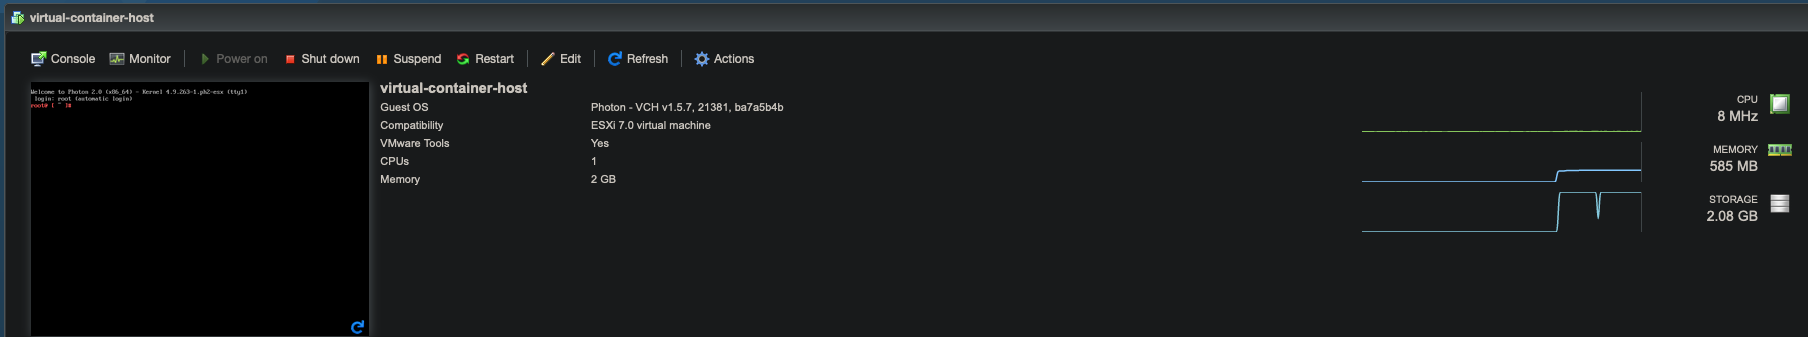 virtual-container-host
Console Monitor Power on Shut down Suspend Restart Edit Refresh Actions
Welcome to Photon 2.0 (x86_64) - Kernel 4.9.263-1.ph2-esx (tty1)
login: root (automatic login)
root# [ ~ ]#
virtual-container-host
Guest OS Photon - VCH v1.5.7, 21381, ba7a5b4b
Compatibility ESXi 7.0 virtual machine
VMware Tools Yes
CPUs 1
Memory 2 GB
CPU
8 MHz
MEMORY
585 MB
STORAGE
2.08 GB